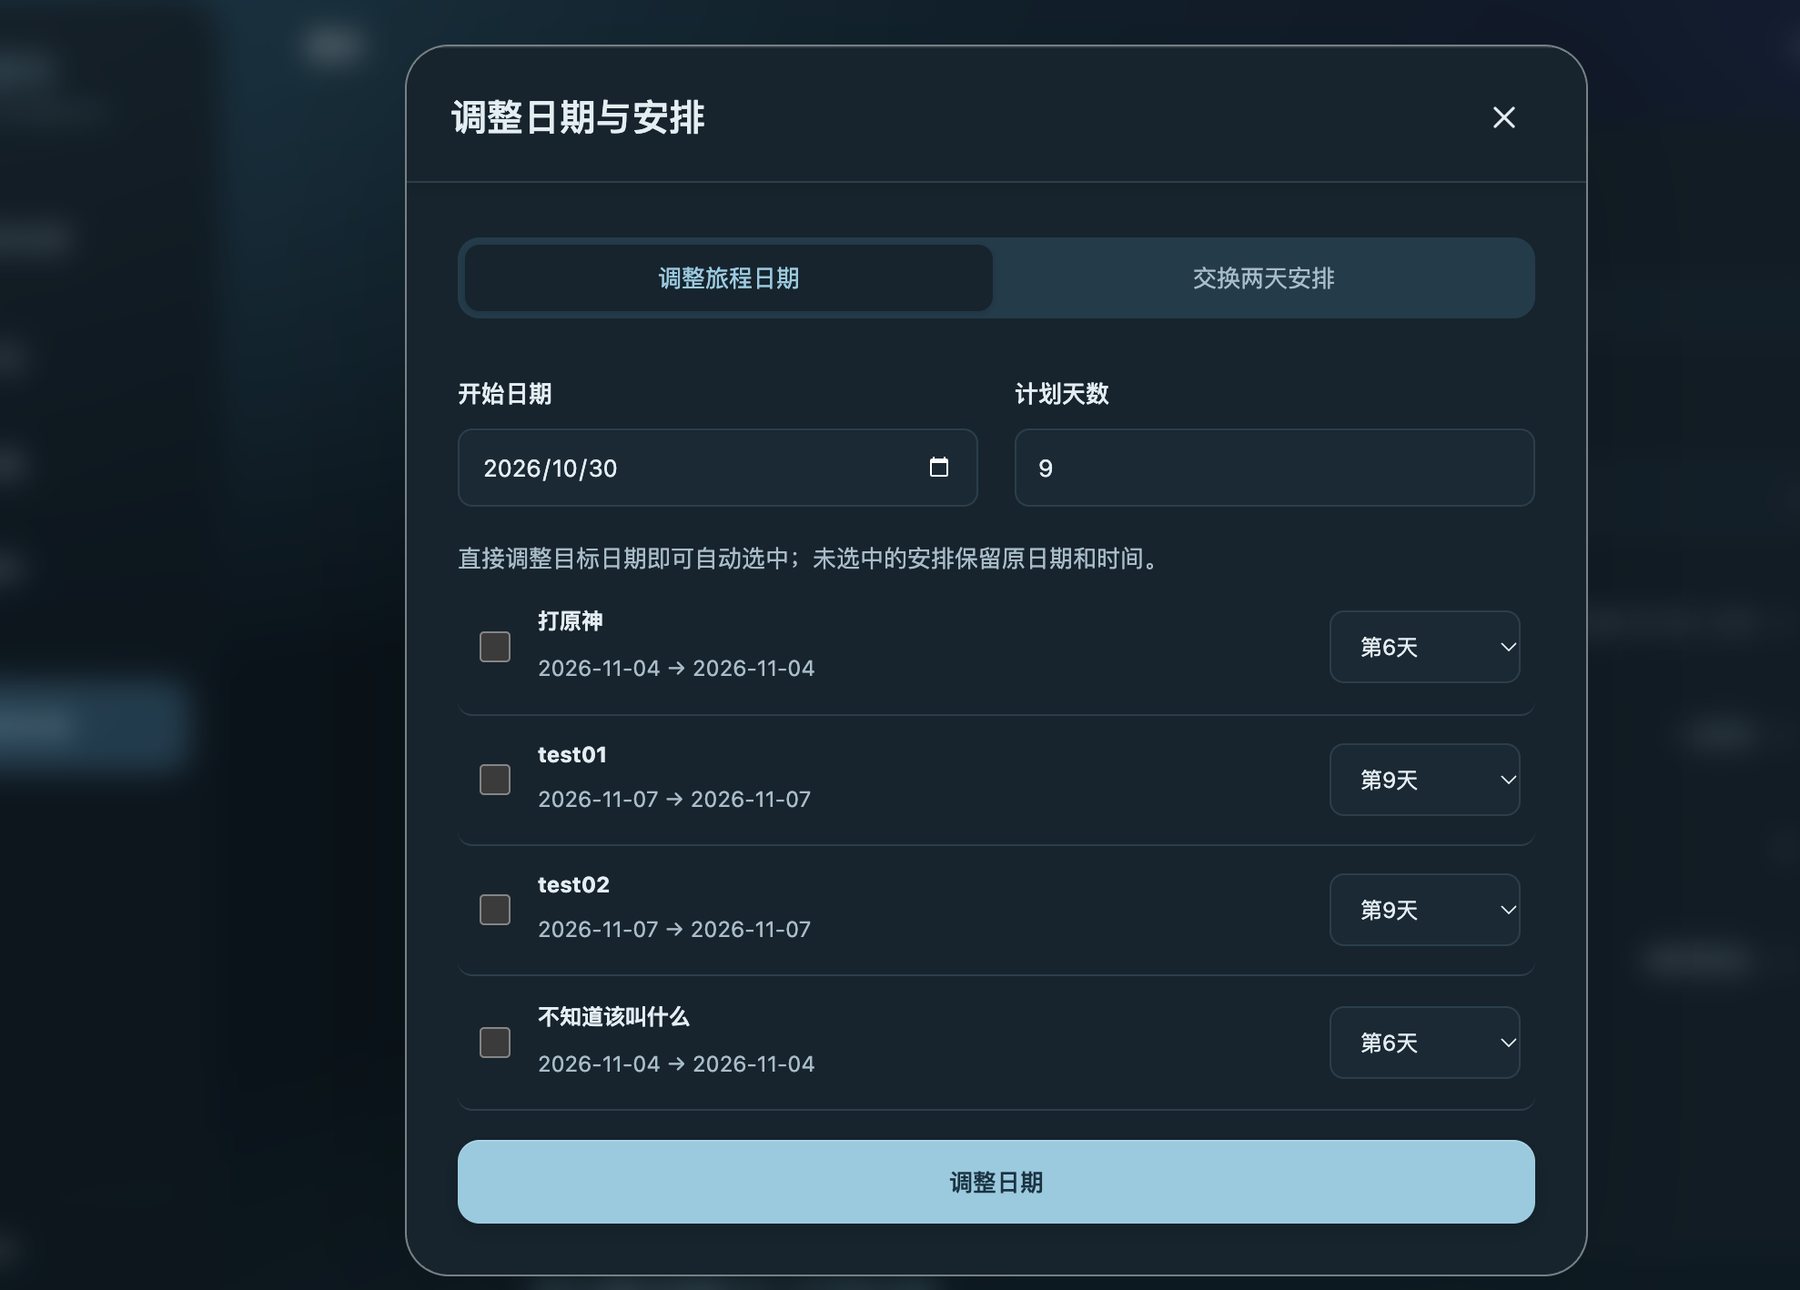 调整日期与安排
调整旅程日期
交换两天安排
开始日期
计划天数
2026/10/30
9
直接调整目标日期即可自动选中；未选中的安排保留原日期和时间。
打原神
2026-11-04 → 2026-11-04
第6天
test01
2026-11-07 → 2026-11-07
第9天
test02
2026-11-07 → 2026-11-07
第9天
不知道该叫什么
2026-11-04 → 2026-11-04
第6天
调整日期